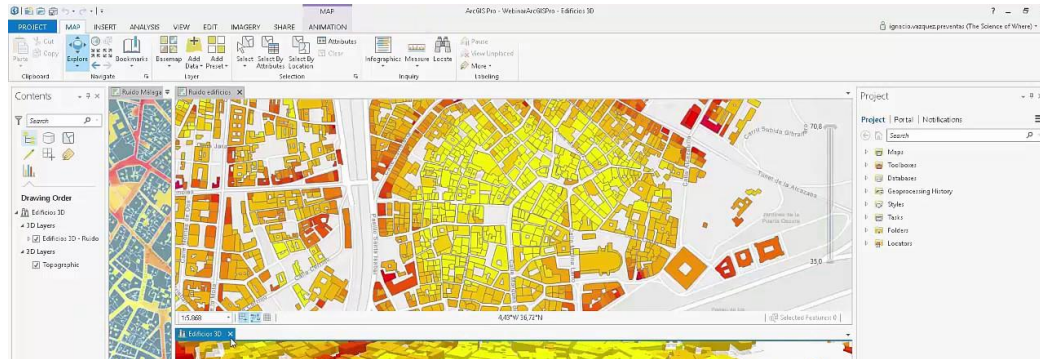 MAP
ArcGIS Pro - WebinarArcGISPro - Edificios 3D
PROJECT MAP INSERT ANALYSIS VIEW EDIT IMAGERY SHARE ANIMATION
ignacio.vazquez.preventas (The Science of Where)
Paste Cut Copy
Explore
Bookmarks
Basemap Add Data Add Preset
Select Select By Attributes Select By Location
Attributes
Clear
Infographics Measure Locate
Pause
View Unplaced
More
Clipboard Navigate Layer Selection Inquiry Labeling
Contents
Search
Drawing Order
Edificios 3D
3D Layers
Edificios 3D - Ruido
2D Layers
Topographic
Ruido Málaga
Ruido edificios
70,0
35,0
1:5.868
4,43°W 36,72°N
Selected Features: 0
Edificios 3D
Project
Project Portal Notifications
Search
Maps
Toolboxes
Databases
Geoprocessing History
Styles
Tasks
Folders
Locators